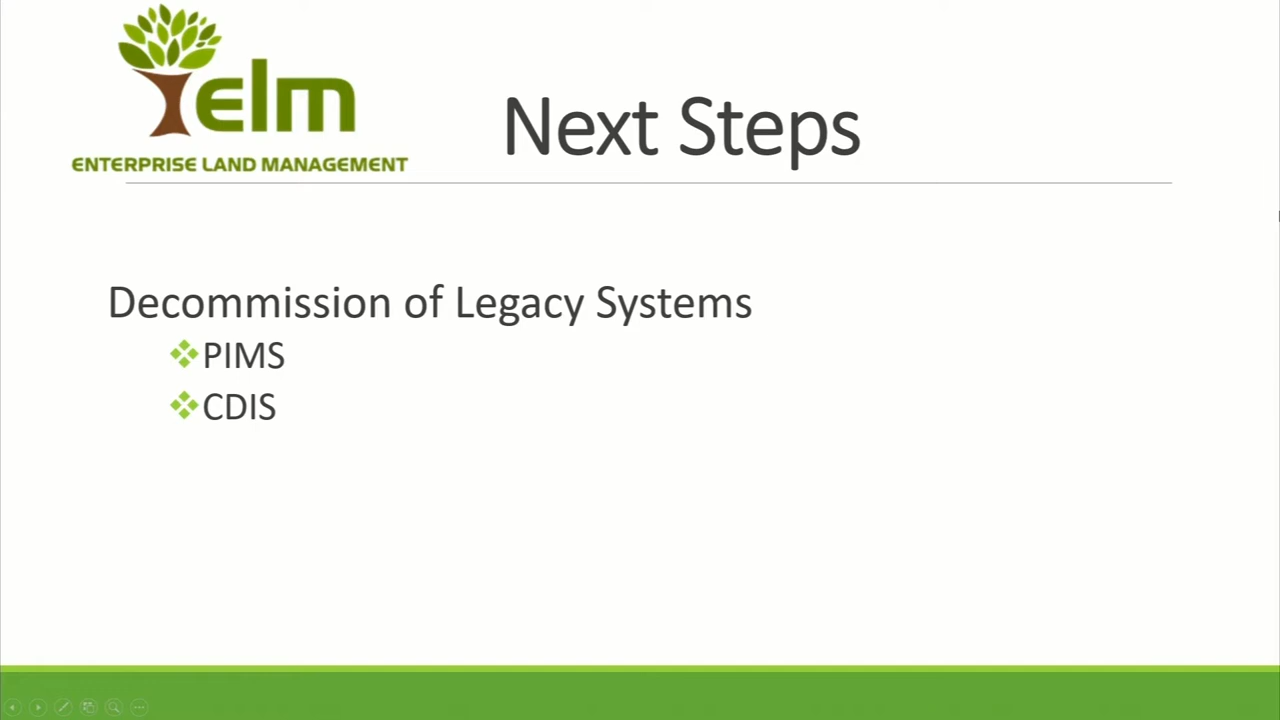 elm
ENTERPRISE LAND MANAGEMENT
Next Steps
Decommission of Legacy Systems
PIMS
CDIS